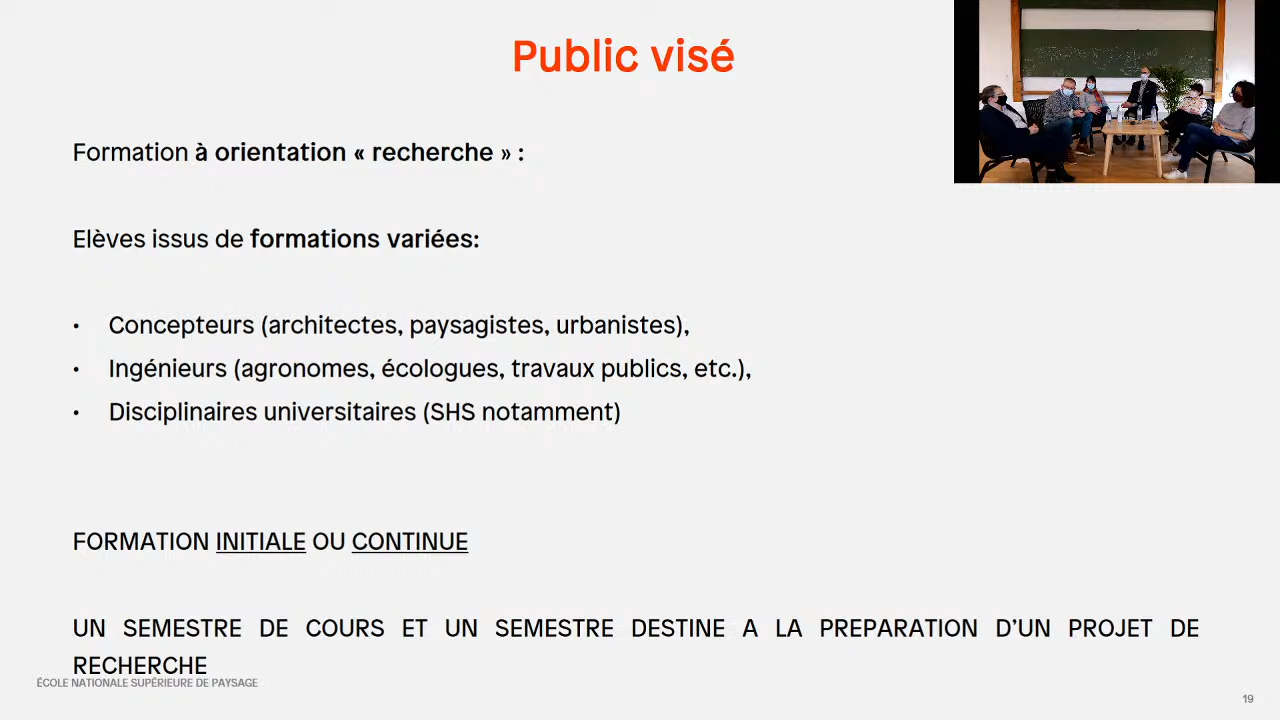 Public visé
Formation à orientation « recherche » :
Elèves issus de formations variées:
• Concepteurs (architectes, paysagistes, urbanistes),
• Ingénieurs (agronomes, écologues, travaux publics, etc.),
• Disciplinaires universitaires (SHS notamment)
FORMATION INITIALE OU CONTINUE
UN SEMESTRE DE COURS ET UN SEMESTRE DESTINE A LA PREPARATION D’UN PROJET DE
RECHERCHE
ÉCOLE NATIONALE SUPÉRIEURE DE PAYSAGE
19